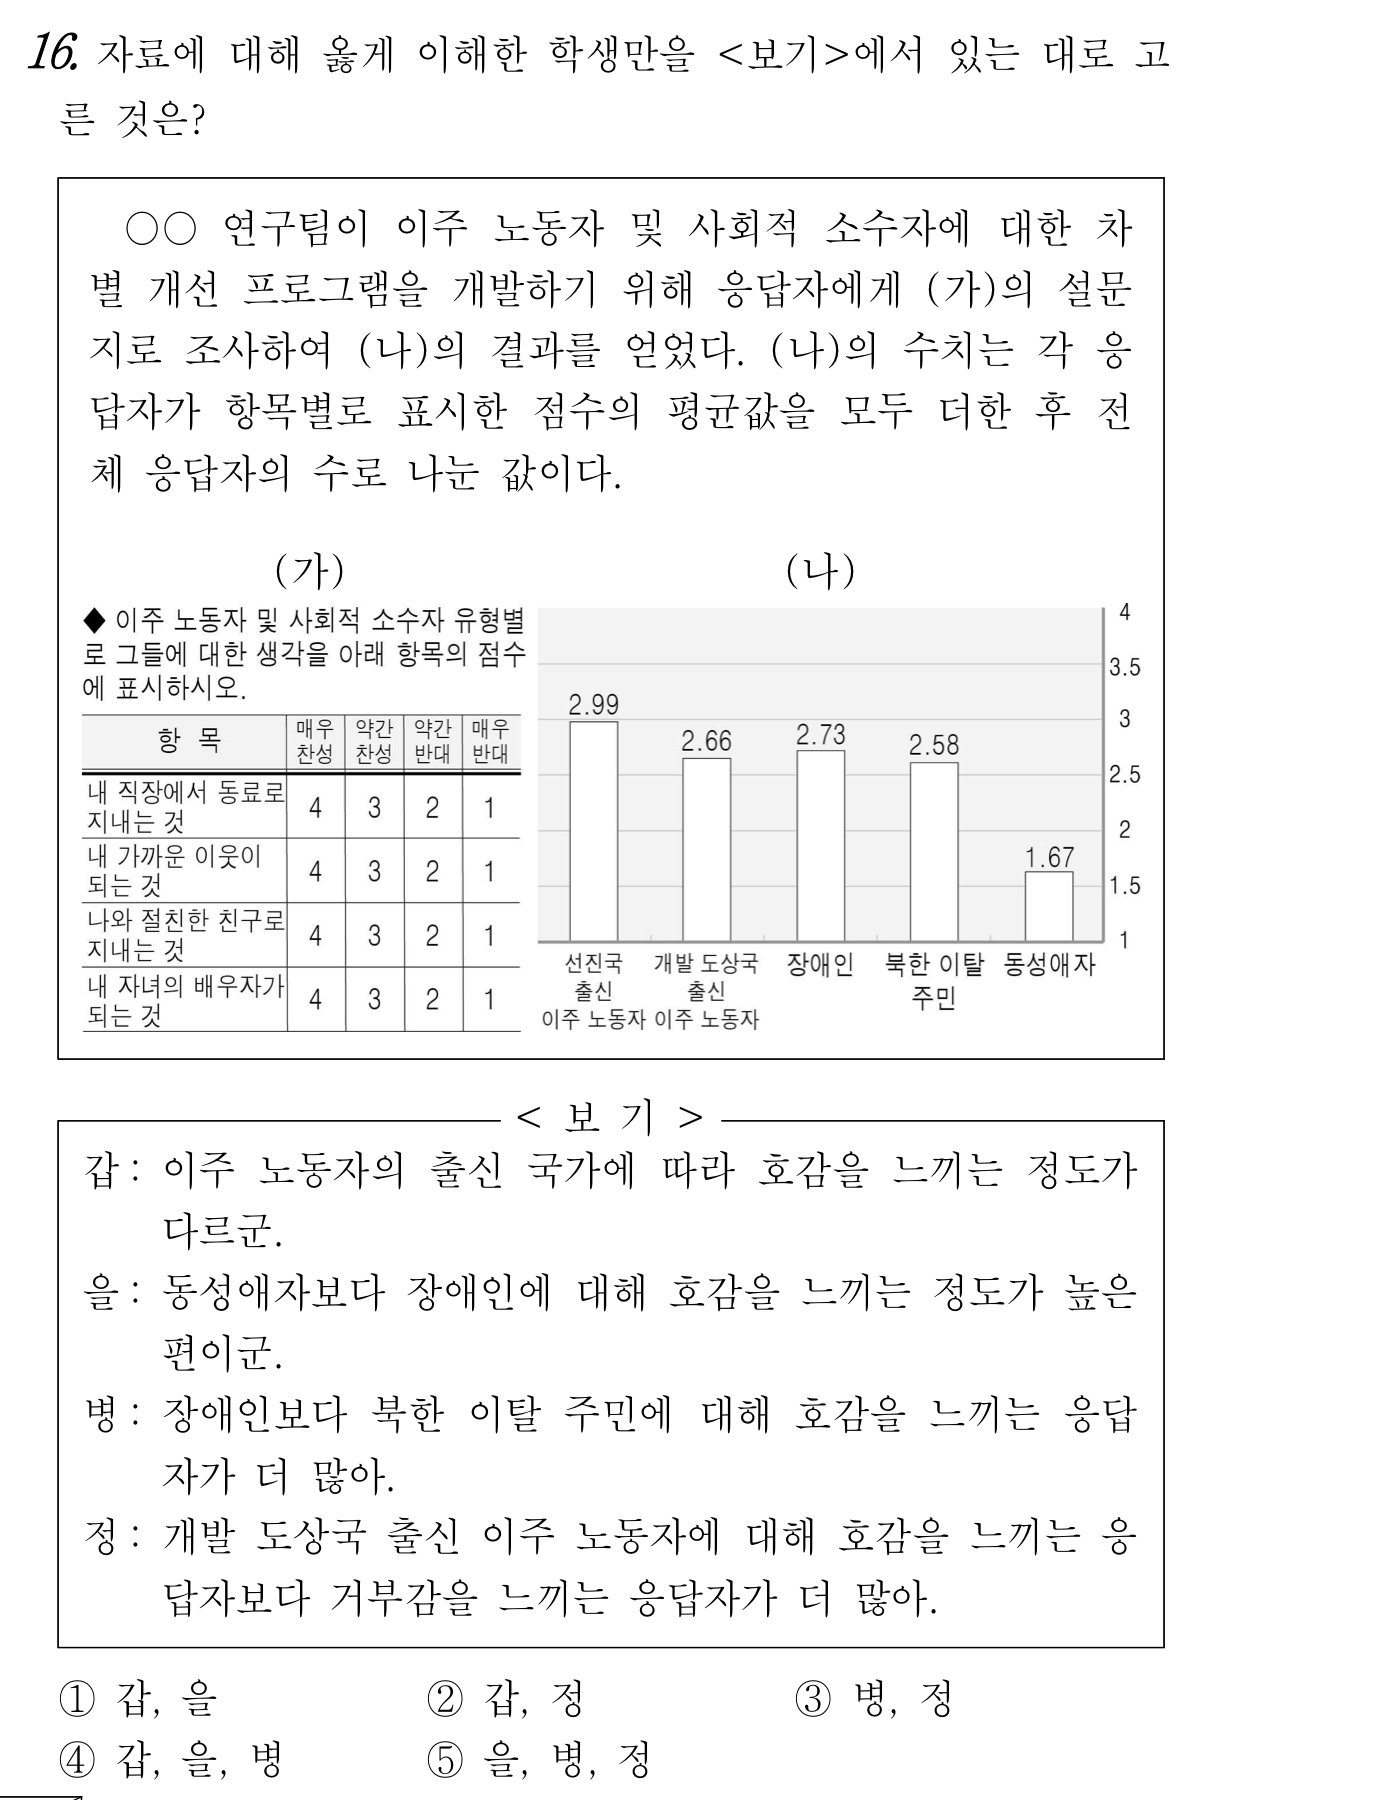 16. 자료에 대해 옳게 이해한 학생만을 <보기>에서 있는 대로 고
른 것은?
○○ 연구팀이 이주 노동자 및 사회적 소수자에 대한 차
별 개선 프로그램을 개발하기 위해 응답자에게 (가)의 설문
지로 조사하여 (나)의 결과를 얻었다. (나)의 수치는 각 응
답자가 항목별로 표시한 점수의 평균값을 모두 더한 후 전
체 응답자의 수로 나눈 값이다.
(가)
◆ 이주 노동자 및 사회적 소수자 유형별
로 그들에 대한 생각을 아래 항목의 점수
에 표시하시오.
항 목 매우 찬성 약간 찬성 약간 반대 매우 반대
내 직장에서 동료로
지내는 것 4 3 2 1
내 가까운 이웃이
되는 것 4 3 2 1
나와 절친한 친구로
지내는 것 4 3 2 1
내 자녀의 배우자가
되는 것 4 3 2 1
(나)
4
3.5
3
2.5
2
1.5
1
2.99 2.66 2.73 2.58 1.67
선진국 출신 이주 노동자
개발 도상국 출신 이주 노동자
장애인
북한 이탈 주민
동성애자
< 보 기 >
갑 : 이주 노동자의 출신 국가에 따라 호감을 느끼는 정도가
다르군.
을 : 동성애자보다 장애인에 대해 호감을 느끼는 정도가 높은
편이군.
병 : 장애인보다 북한 이탈 주민에 대해 호감을 느끼는 응답
자가 더 많아.
정 : 개발 도상국 출신 이주 노동자에 대해 호감을 느끼는 응
답자보다 거부감을 느끼는 응답자가 더 많아.
① 갑, 을 ② 갑, 정 ③ 병, 정
④ 갑, 을, 병 ⑤ 을, 병, 정